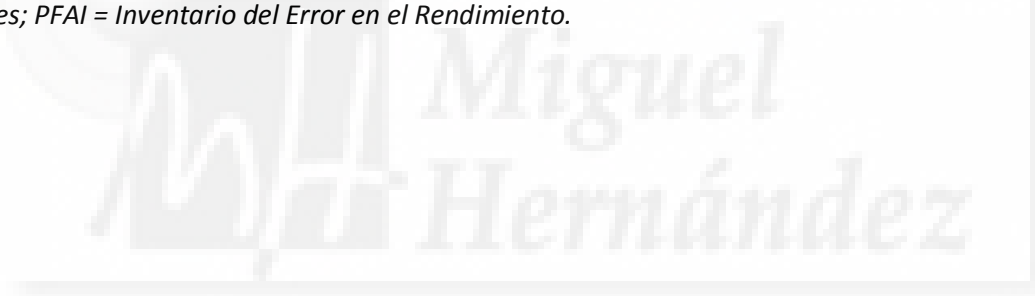 es; PFAI = Inventario del Error en el Rendimiento.
Miguel
Hernández